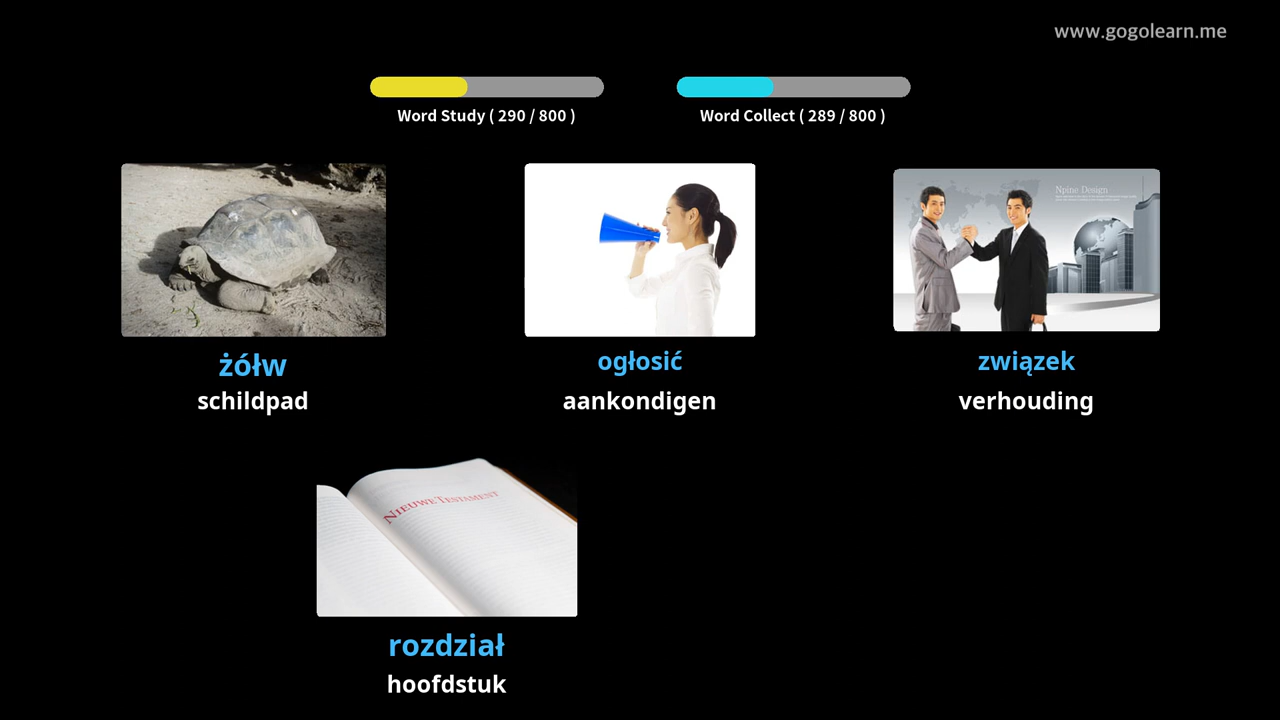 www.gogolearn.me
Word Study ( 290 / 800 )
Word Collect ( 289 / 800 )
Npine Design
żółw
ogłosić
związek
schildpad
aankondigen
verhouding
NIEUWE TESTAMENT
rozdział
hoofdstuk